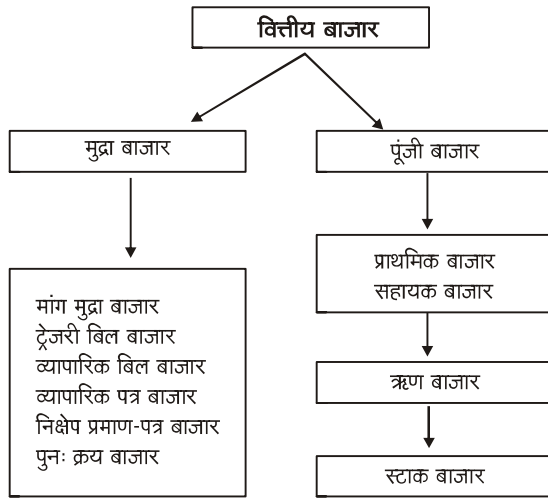 वित्तीय बाजार
मुद्रा बाजार
पूंजी बाजार
प्राथमिक बाजार
सहायक बाजार
मांग मुद्रा बाजार
ट्रेजरी बिल बाजार
व्यापारिक बिल बाजार
व्यापारिक पत्र बाजार
निक्षेप प्रमाण-पत्र बाजार
पुनः क्रय बाजार
ऋण बाजार
स्टाक बाजार